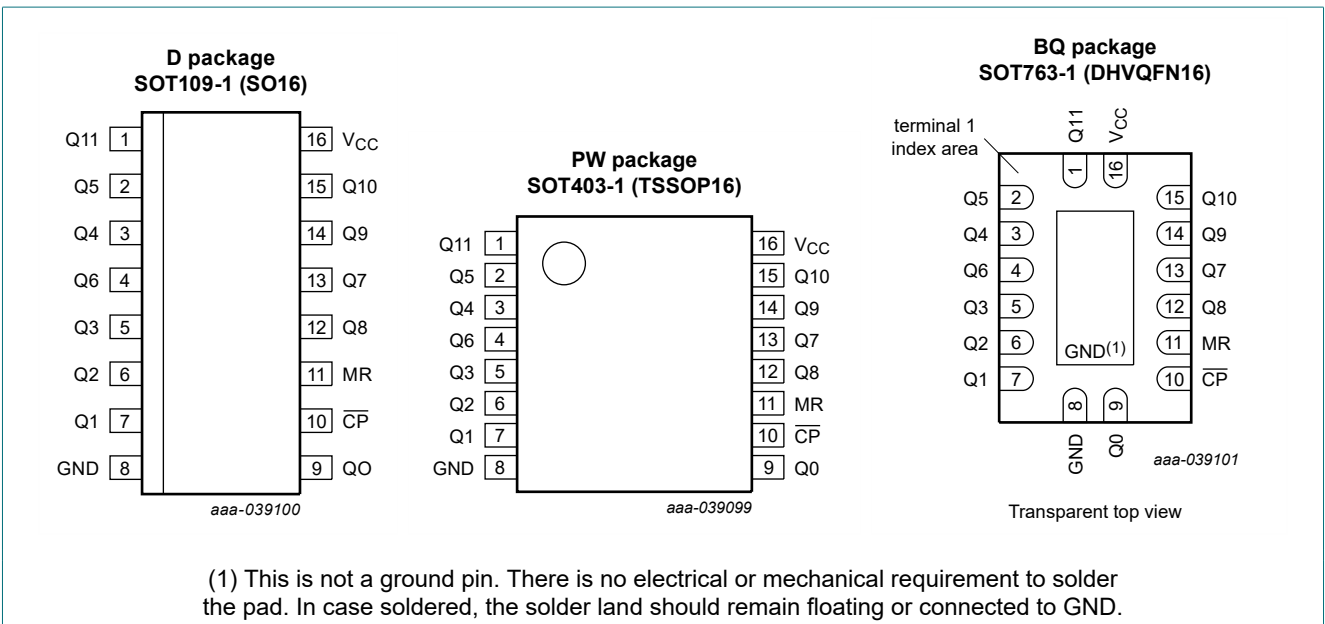 D package
SOT109-1 (SO16)
Q11 1
16 VCC
Q5 2
15 Q10
Q4 3
14 Q9
Q6 4
13 Q7
Q3 5
12 Q8
Q2 6
11 MR
Q1 7
10 C̅P̅
GND 8
9 QO
aaa-039100
PW package
SOT403-1 (TSSOP16)
Q11 1
16 VCC
Q5 2
15 Q10
Q4 3
14 Q9
Q6 4
13 Q7
Q3 5
12 Q8
Q2 6
11 MR
Q1 7
10 C̅P̅
GND 8
9 Q0
aaa-039099
BQ package
SOT763-1 (DHVQFN16)
terminal 1
index area
Q11
VCC
1
16
Q5 2
15 Q10
Q4 3
14 Q9
Q6 4
13 Q7
Q3 5
12 Q8
Q2 6
11 MR
GND(1)
Q1 7
10 C̅P̅
8
9
GND
Q0
aaa-039101
Transparent top view
(1) This is not a ground pin. There is no electrical or mechanical requirement to solder
the pad. In case soldered, the solder land should remain floating or connected to GND.